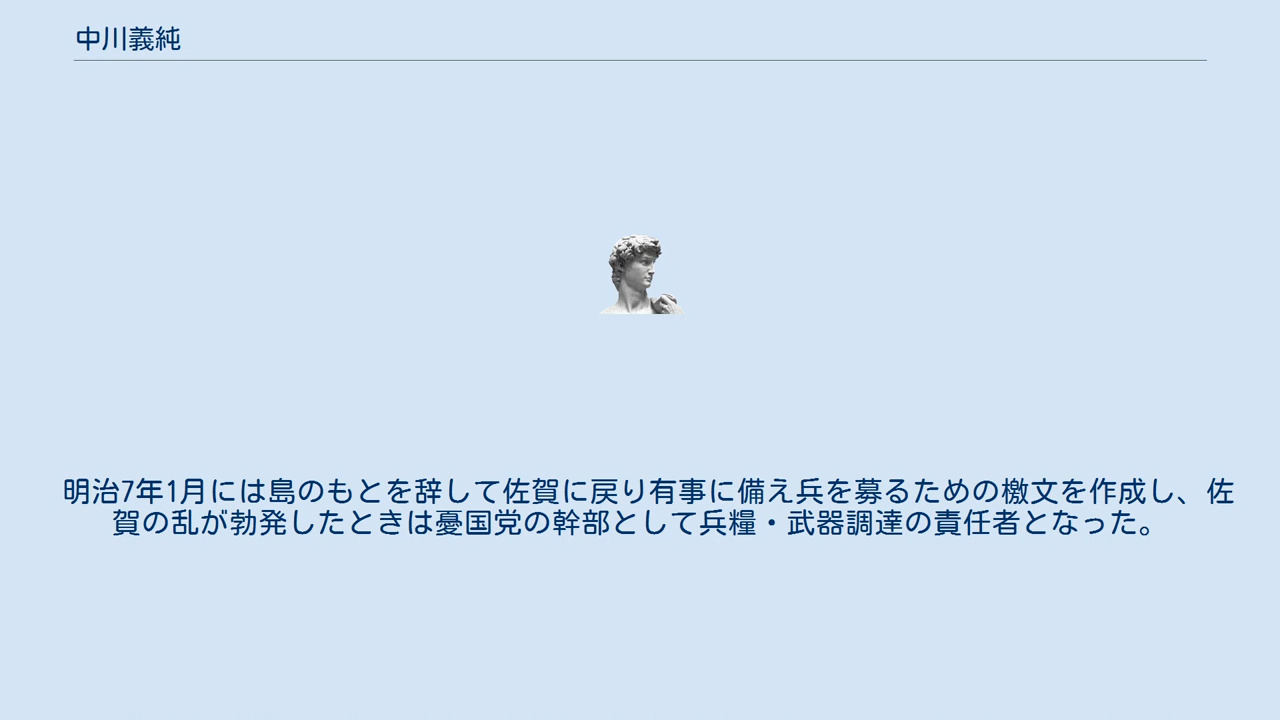 中川義純
明治7年1月には島のもとを辞して佐賀に戻り有事に備え兵を募るための檄文を作成し、佐
賀の乱が勃発したときは憂国党の幹部として兵糧・武器調達の責任者となった。